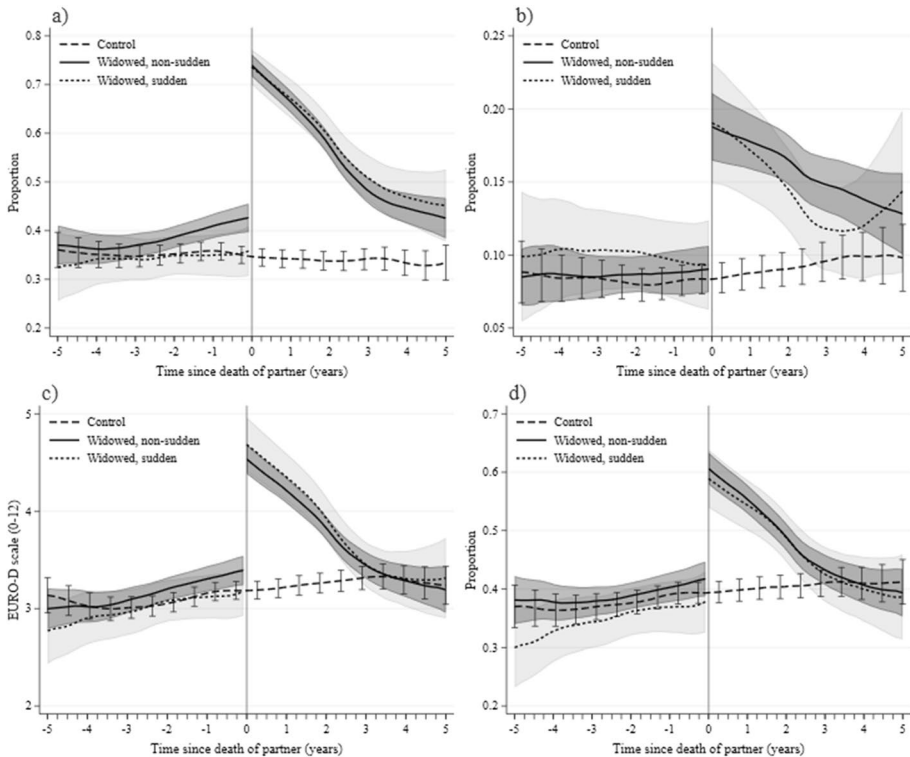 a)
Control
Widowed, non-sudden
Widowed, sudden
Proportion
0.8
0.7
0.6
0.5
0.4
0.3
0.2
-5 -4 -3 -2 -1 0 1 2 3 4 5
Time since death of partner (years)
b)
Control
Widowed, non-sudden
Widowed, sudden
Proportion
0.25
0.20
0.15
0.10
0.05
-5 -4 -3 -2 -1 0 1 2 3 4 5
Time since death of partner (years)
c)
Control
Widowed, non-sudden
Widowed, sudden
EURO-D scale (0-12)
5
4
3
2
-5 -4 -3 -2 -1 0 1 2 3 4 5
Time since death of partner (years)
d)
Control
Widowed, non-sudden
Widowed, sudden
Proportion
0.7
0.6
0.5
0.4
0.3
0.2
-5 -4 -3 -2 -1 0 1 2 3 4 5
Time since death of partner (years)